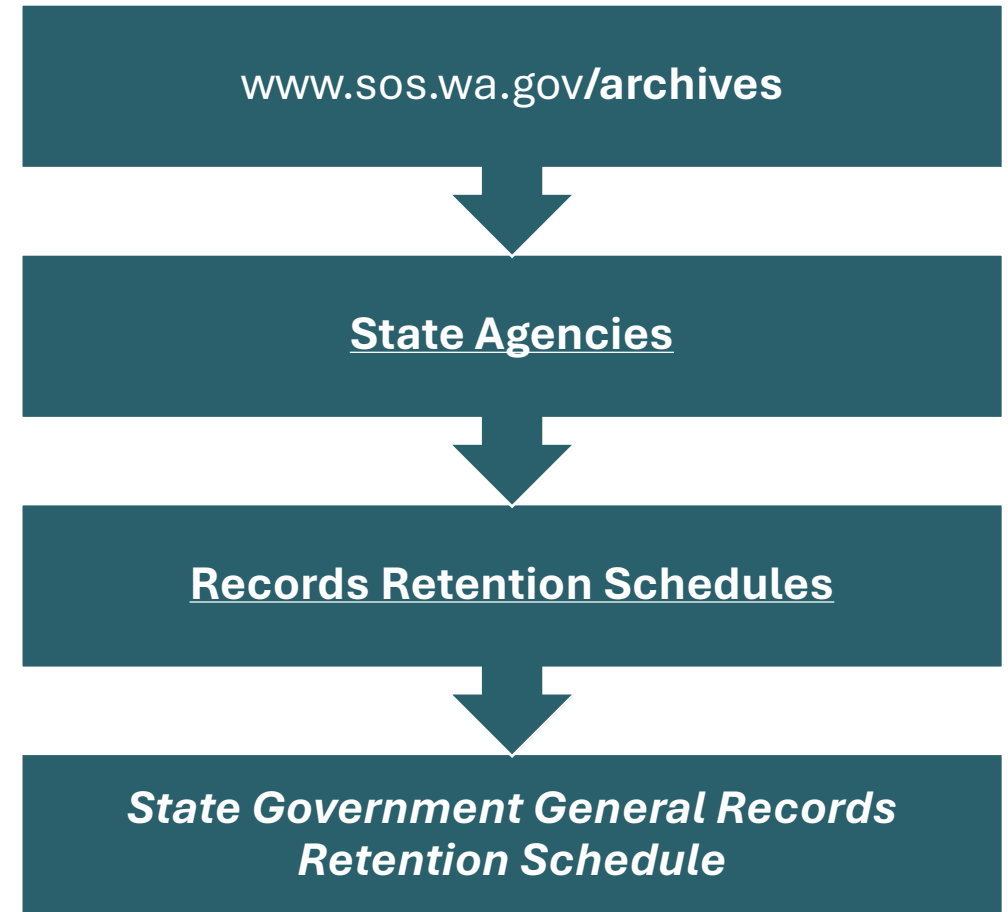 www.sos.wa.gov/archives
State Agencies
Records Retention Schedules
State Government General Records
Retention Schedule